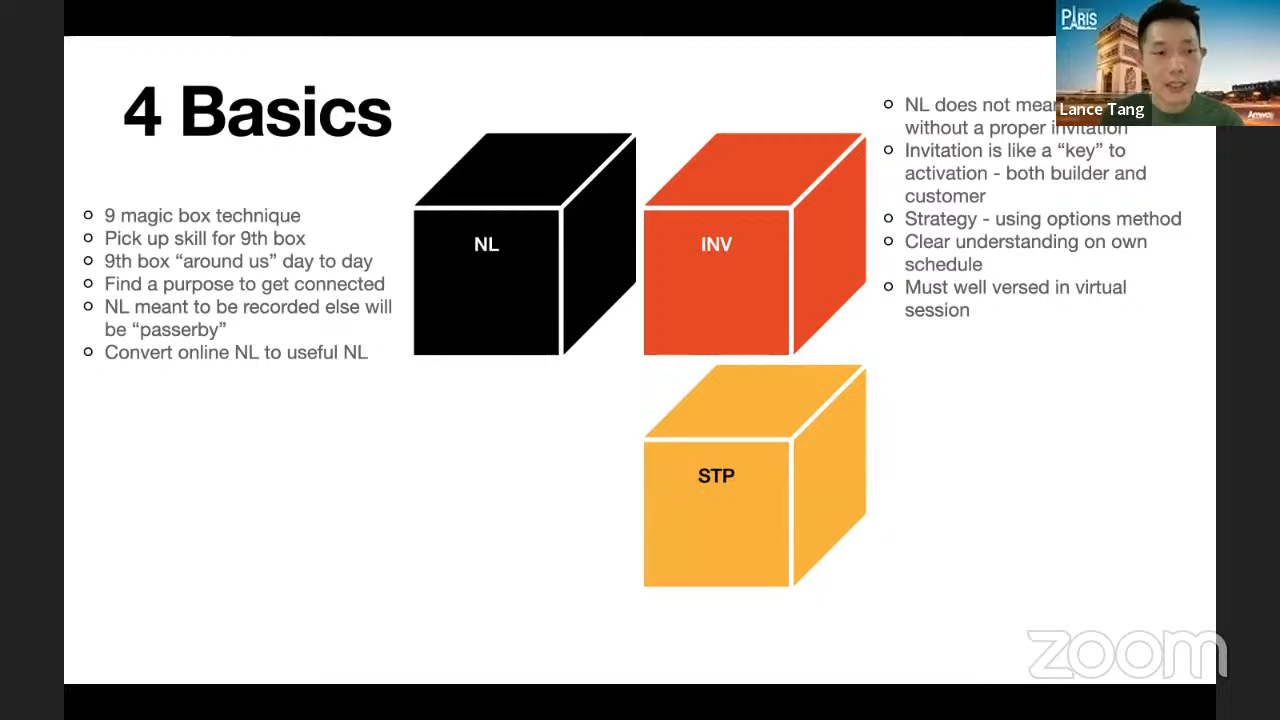 4 Basics
9 magic box technique
Pick up skill for 9th box
9th box “around us” day to day
Find a purpose to get connected
NL meant to be recorded else will
be “passerby”
Convert online NL to useful NL
NL
INV
STP
NL does not mean
without a proper invitation
Invitation is like a “key” to
activation - both builder and
customer
Strategy - using options method
Clear understanding on own
schedule
Must well versed in virtual
session
PARIS
Lance Tang
Amway
zoom